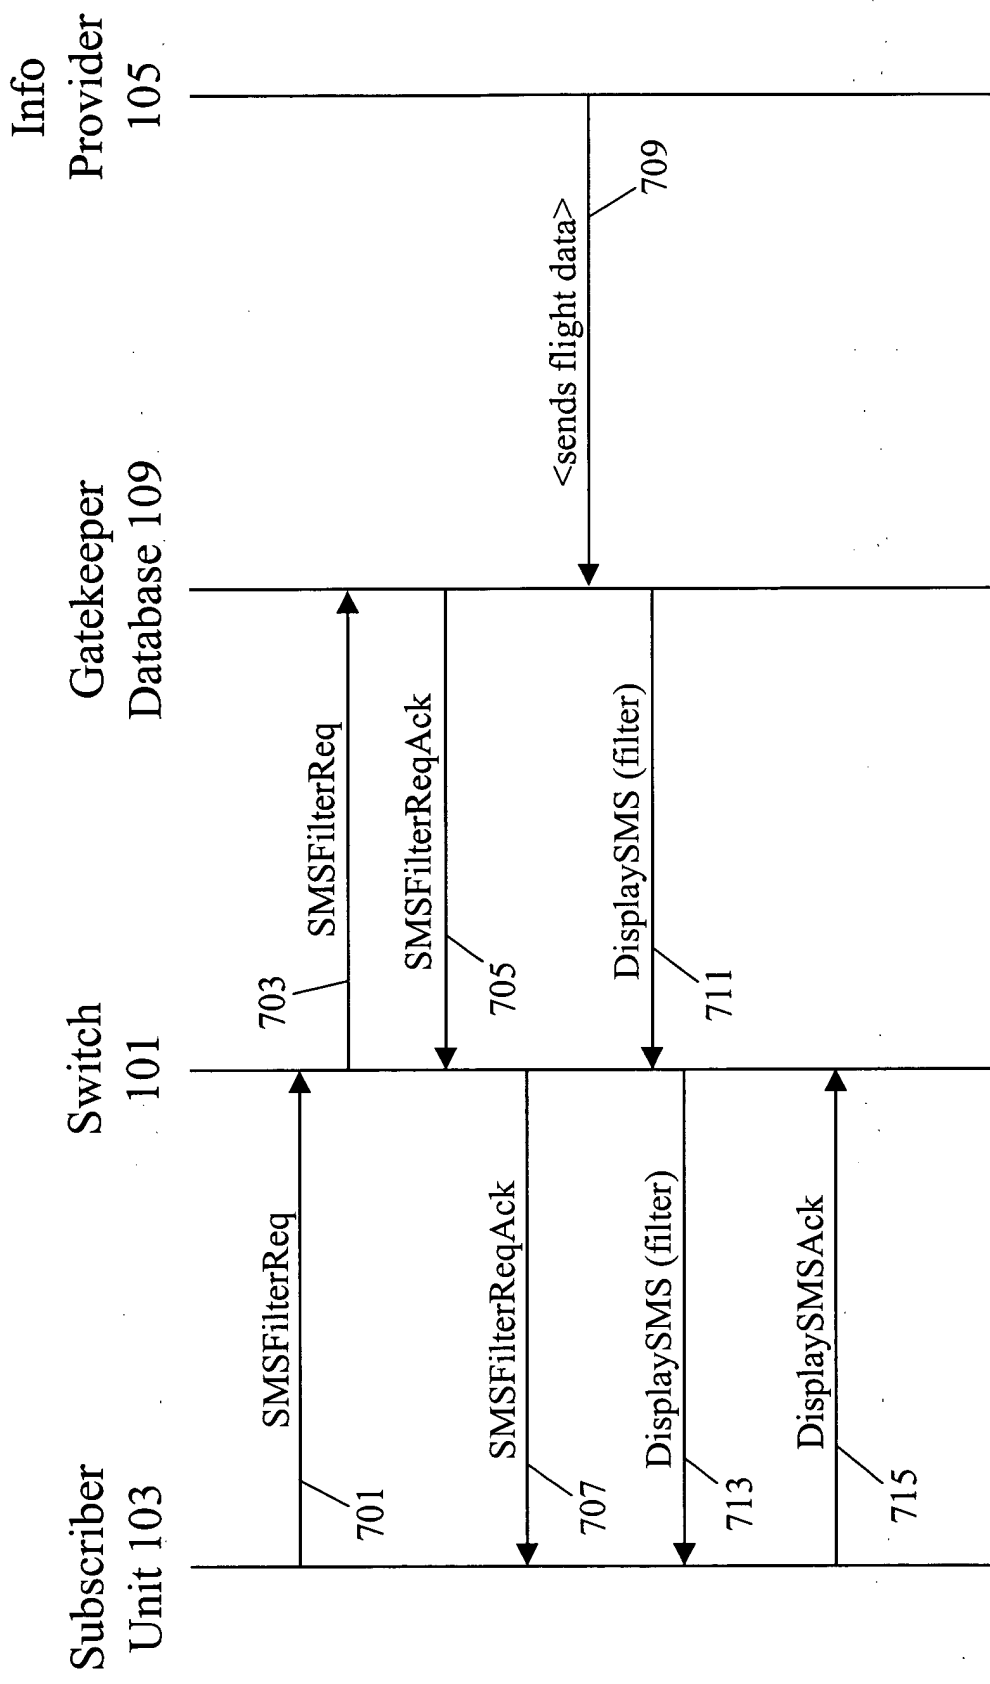 Subscriber
Unit 103
Switch
101
Gatekeeper
Database 109
Info
Provider
105
SMSFilterReq
701
SMSFilterReq
703
SMSFilterReqAck
705
SMSFilterReqAck
707
<sends flight data>
709
DisplaySMS (filter)
711
DisplaySMS (filter)
713
DisplaySMSAck
715